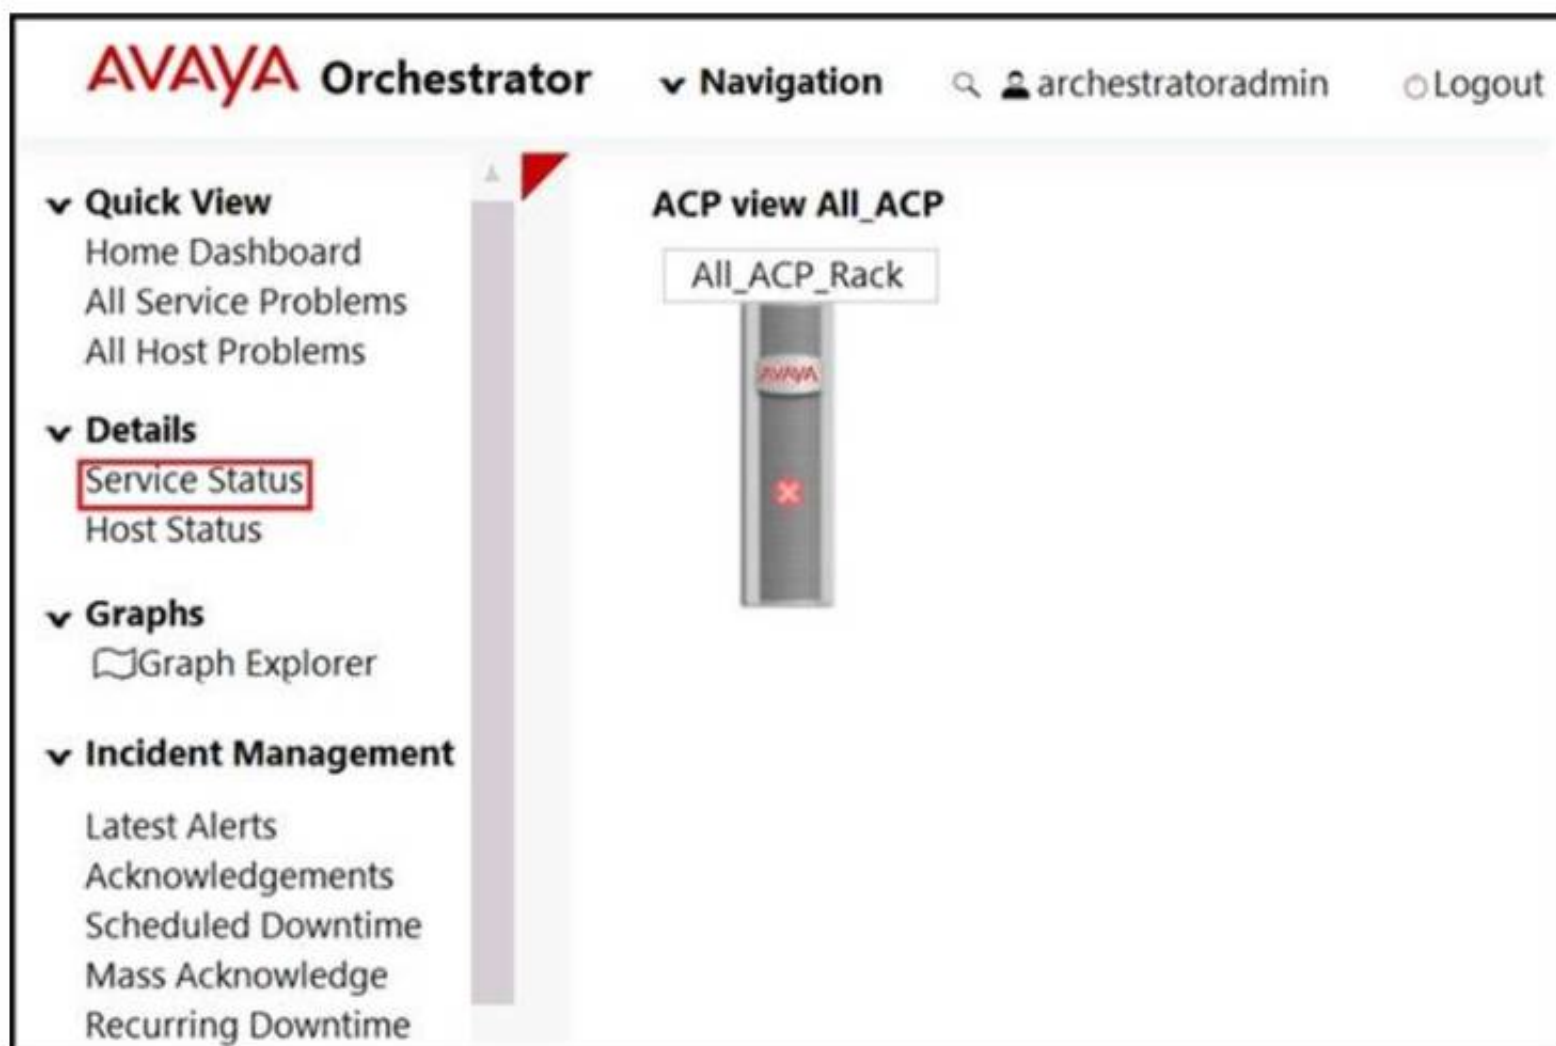 AVAYA Orchestrator Navigation archestratoradmin Logout
Quick View
Home Dashboard
All Service Problems
All Host Problems
Details
Service Status
Host Status
Graphs
Graph Explorer
Incident Management
Latest Alerts
Acknowledgements
Scheduled Downtime
Mass Acknowledge
Recurring Downtime
ACP view All_ACP
All_ACP_Rack
AVAYA